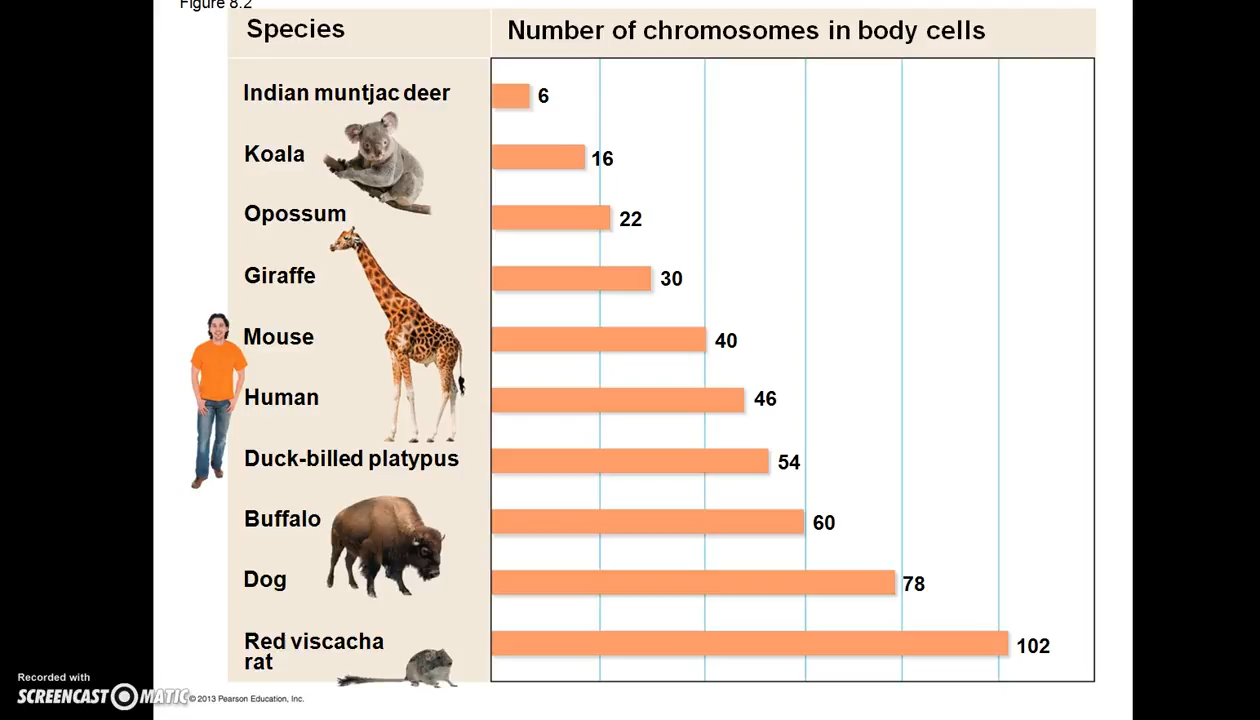 Figure 8.2
Species
Number of chromosomes in body cells
Indian muntjac deer
6
Koala
16
Opossum
22
Giraffe
30
Mouse
40
Human
46
Duck-billed platypus
54
Buffalo
60
Dog
78
Red viscacha
rat
102
Recorded with
SCREENCAST MATIC
© 2013 Pearson Education, Inc.